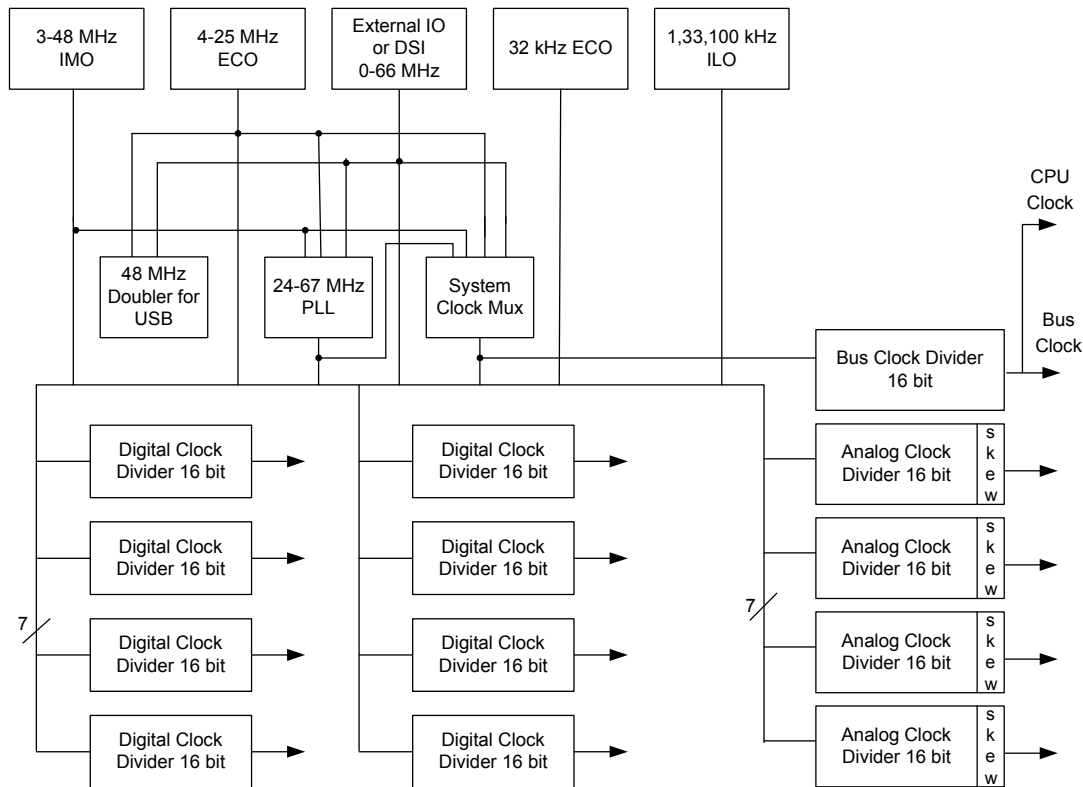 3-48 MHz
IMO
4-25 MHz
ECO
External IO
or DSI
0-66 MHz
32 kHz ECO
1,33,100 kHz
ILO
CPU
Clock
48 MHz
Doubler for
USB
24-67 MHz
PLL
System
Clock Mux
Bus
Clock
Bus Clock Divider
16 bit
Digital Clock
Divider 16 bit
Digital Clock
Divider 16 bit
Analog Clock
Divider 16 bit
s
k
e
w
Digital Clock
Divider 16 bit
Digital Clock
Divider 16 bit
Analog Clock
Divider 16 bit
s
k
e
w
7
7
Digital Clock
Divider 16 bit
Digital Clock
Divider 16 bit
Analog Clock
Divider 16 bit
s
k
e
w
Digital Clock
Divider 16 bit
Digital Clock
Divider 16 bit
Analog Clock
Divider 16 bit
s
k
e
w